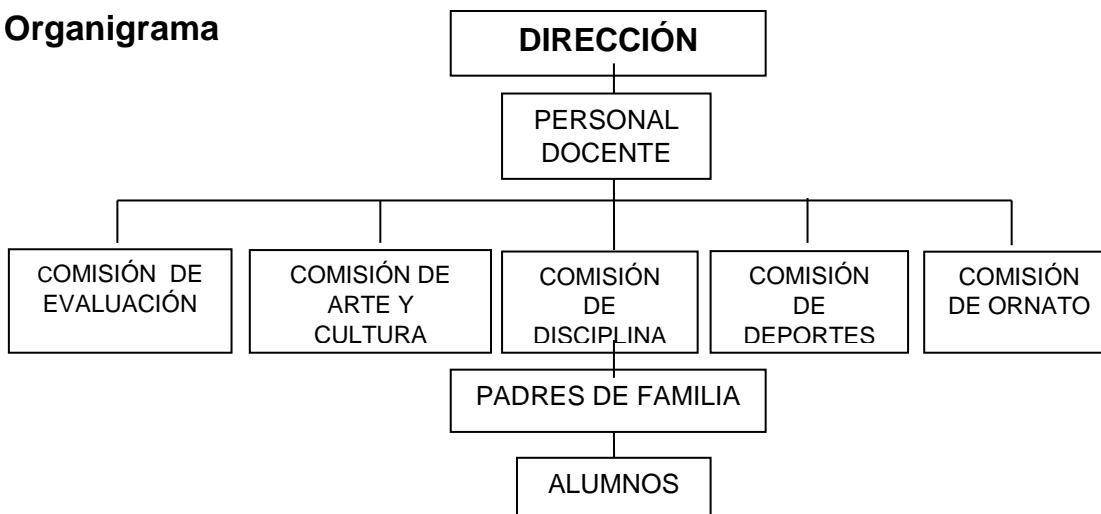 Organigrama
DIRECCIÓN
PERSONAL
DOCENTE
COMISIÓN DE
EVALUACIÓN
COMISIÓN DE
ARTE Y
CULTURA
COMISIÓN
DE
DISCIPLINA
COMISIÓN
DE
DEPORTES
COMISIÓN
DE ORNATO
PADRES DE FAMILIA
ALUMNOS